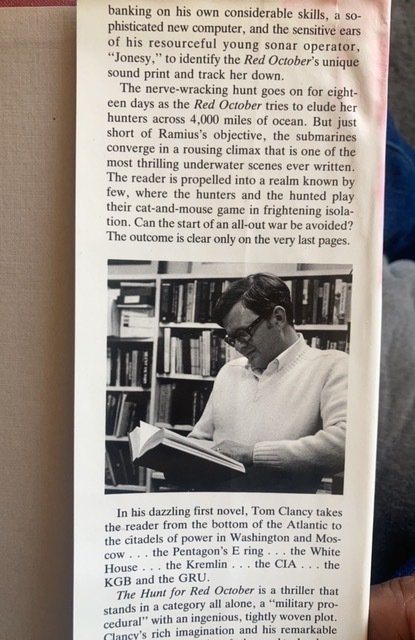 banking on his own considerable skills, a so-
phisticated new computer, and the sensitive ears
of his resourceful young sonar operator,
"Jonesy," to identify the Red October's unique
sound print and track her down.
The nerve-wracking hunt goes on for eight-
een days as the Red October tries to elude her
hunters across 4,000 miles of ocean. But just
short of Ramius's objective, the submarines
converge in a rousing climax that is one of the
most thrilling underwater scenes ever written.
The reader is propelled into a realm known by
few, where the hunters and the hunted play
their cat-and-mouse game in frightening isola-
tion. Can the start of an all-out war be avoided?
The outcome is clear only on the very last pages.
In his dazzling first novel, Tom Clancy takes
the reader from the bottom of the Atlantic to
the citadels of power in Washington and Mos-
cow . . . the Pentagon's E ring . . . the White
House . . . the Kremlin . . . the CIA . . . the
KGB and the GRU.
The Hunt for Red October is a thriller that
stands in a category all alone, a "military pro-
cedural" with an ingenious, tightly woven plot.
Clancy's rich imagination and his remarkable